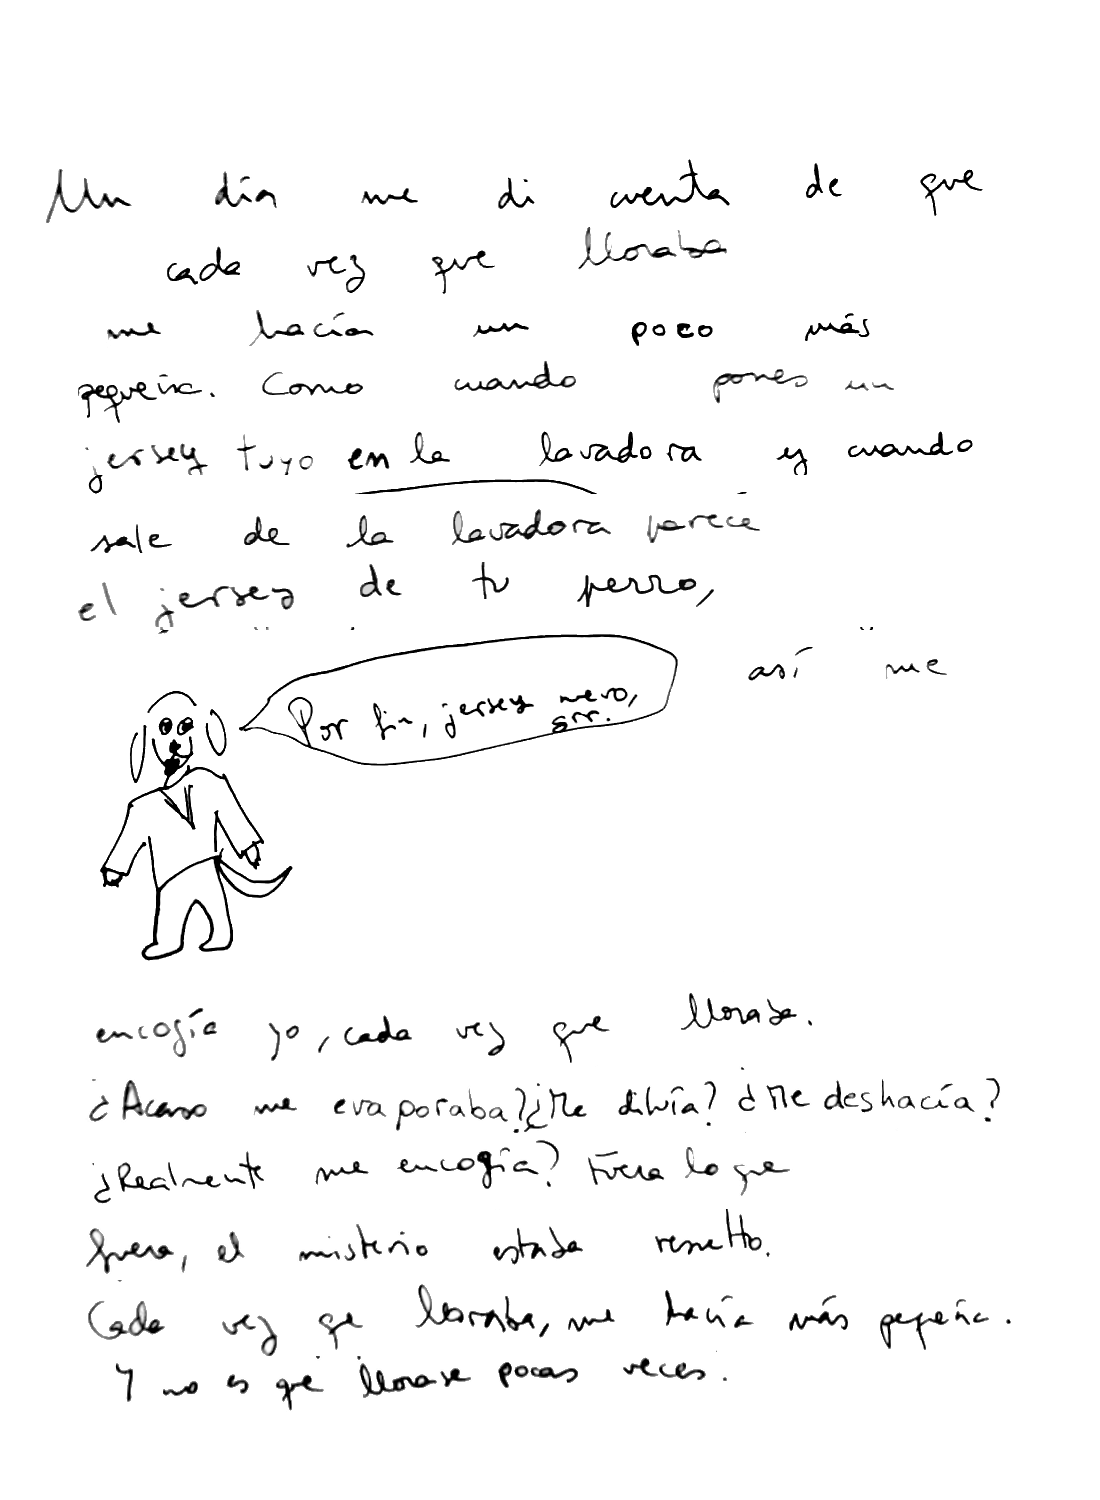 Un día me di cuenta de que
cada vez que lloraba
me hacía un poco más
pequeña. Como cuando pones un
jersey tuyo en la lavadora y cuando
sale de la lavadora parece
el jersey de tu perro,
así me
Por fin, jersey nuevo,
grr.
encogía yo, cada vez que lloraba.
¿Acaso me evaporaba? ¿Me diluía? ¿Me deshacía?
¿Realmente me encogía? Fuera lo que
fuera, el misterio estaba resuelto.
Cada vez que lloraba, me hacía más pequeña.
Y no es que llorase pocas veces.